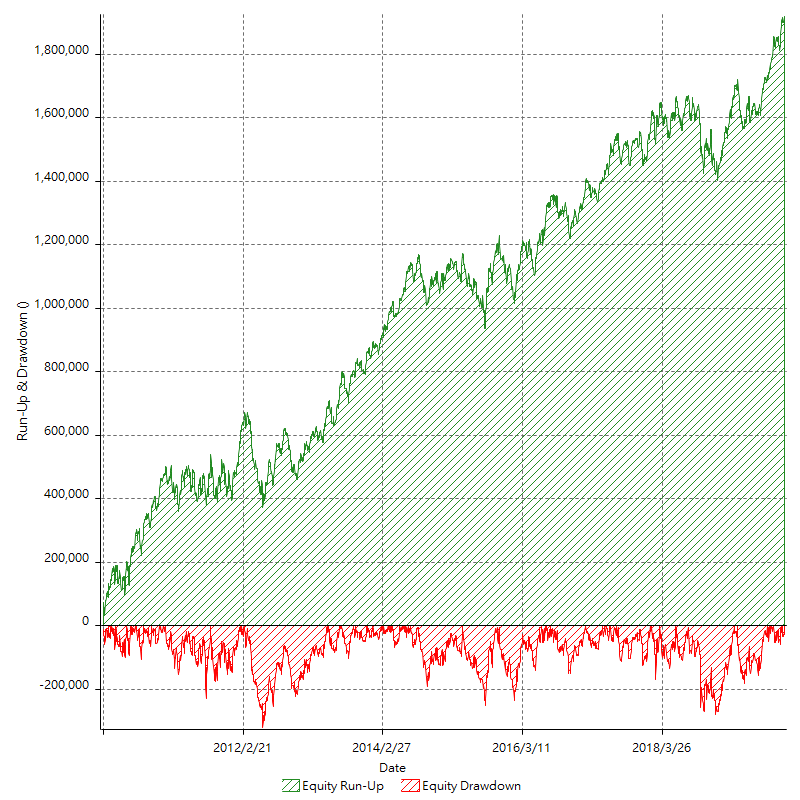 1,800,000
1,600,000
1,400,000
1,200,000
1,000,000
800,000
600,000
400,000
200,000
0
-200,000
Run-Up & Drawdown ()
2012/2/21 2014/2/27 2016/3/11 2018/3/26
Date
Equity Run-Up Equity Drawdown